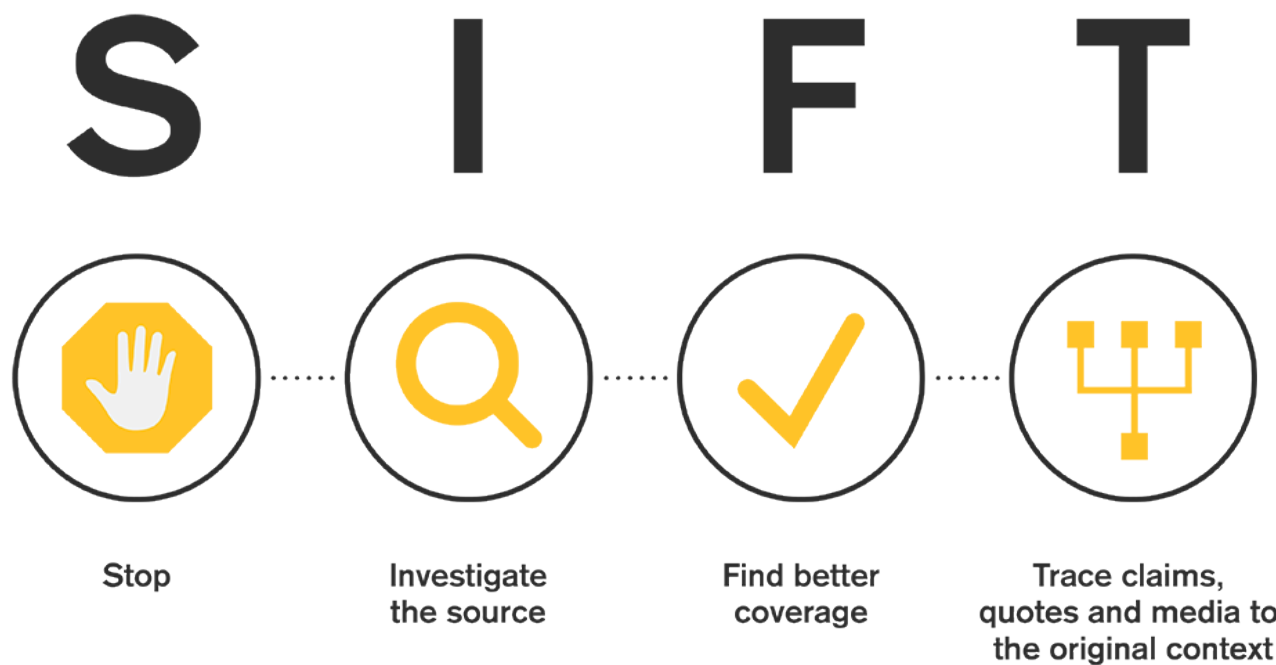 S I F T
Stop
Investigate
the source
Find better
coverage
Trace claims,
quotes and media to
the original context